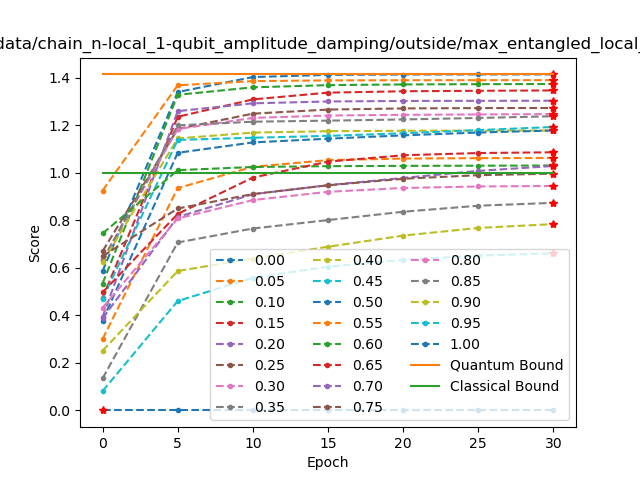 data/chain_n-local_1-qubit_amplitude_damping/outside/max_entangled_local_
Score
1.4
1.2
1.0
0.8
0.6
0.4
0.2
0.0
0 5 10 15 20 25 30
Epoch
0.00 0.40 0.80
0.05 0.45 0.85
0.10 0.50 0.90
0.15 0.55 0.95
0.20 0.60 1.00
0.25 0.65 Quantum Bound
0.30 0.70 Classical Bound
0.35 0.75